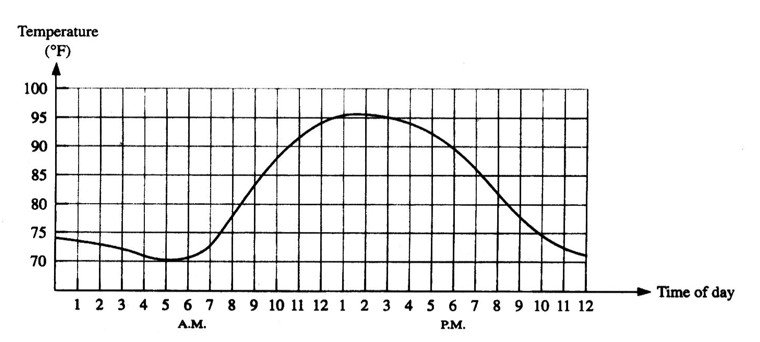 Temperature
(°F)
100
95
90
85
80
75
70
1 2 3 4 5 6 7 8 9 10 11 12 1 2 3 4 5 6 7 8 9 10 11 12
Time of day
A.M.
P.M.